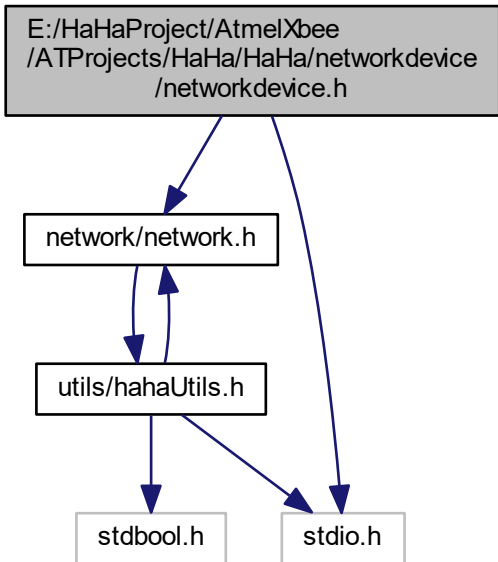 E:/HaHaProject/AtmelXbee
/ATProjects/HaHa/HaHa/networkdevice
/networkdevice.h
network/network.h
utils/hahaUtils.h
stdbool.h
stdio.h